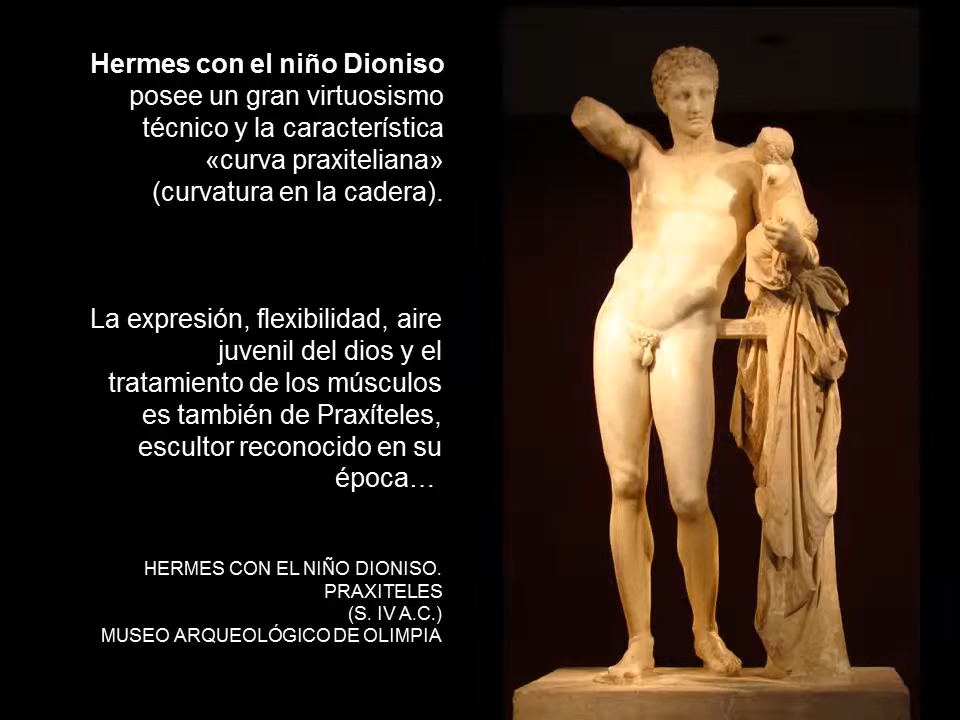 Hermes con el niño Dioniso
posee un gran virtuosismo
técnico y la característica
«curva praxiteliana»
(curvatura en la cadera).
La expresión, flexibilidad, aire
juvenil del dios y el
tratamiento de los músculos
es también de Praxíteles,
escultor reconocido en su
época…
HERMES CON EL NIÑO DIONISO.
PRAXITELES
(S. IV A.C.)
MUSEO ARQUEOLÓGICO DE OLIMPIA